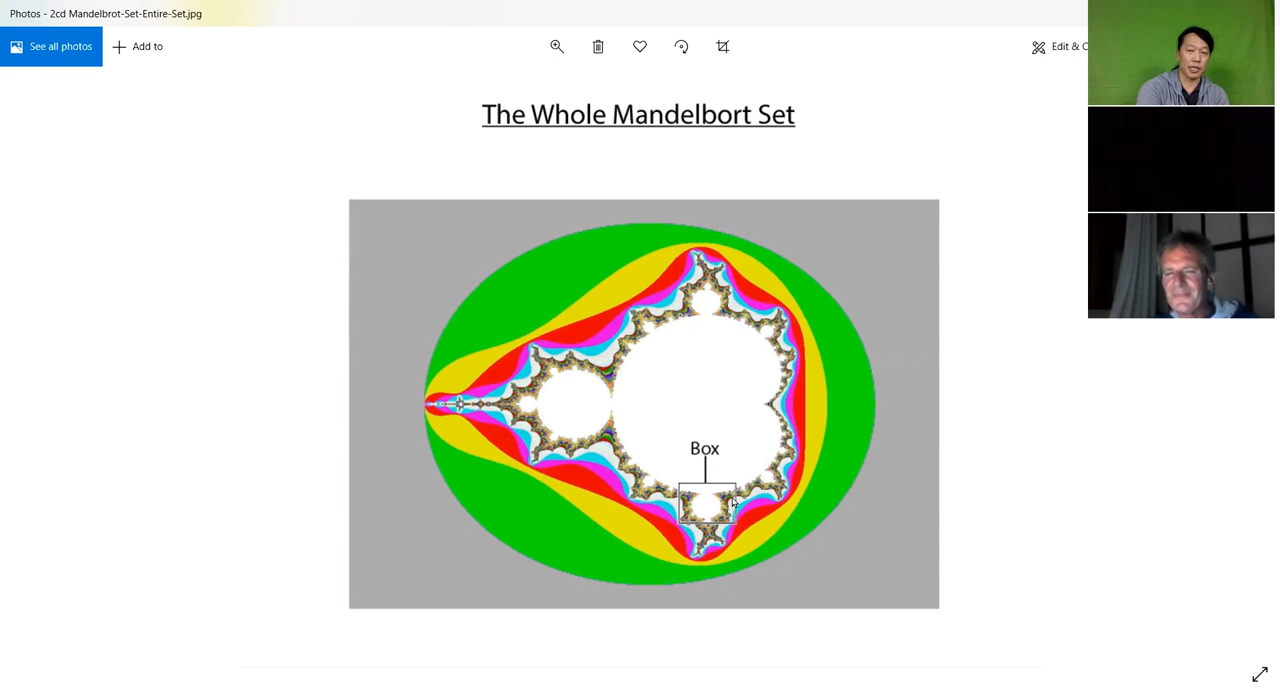 Photos - 2cd Mandelbrot-Set-Entire-Set.jpg
See all photos
Add to
Edit & C
The Whole Mandelbort Set
Box